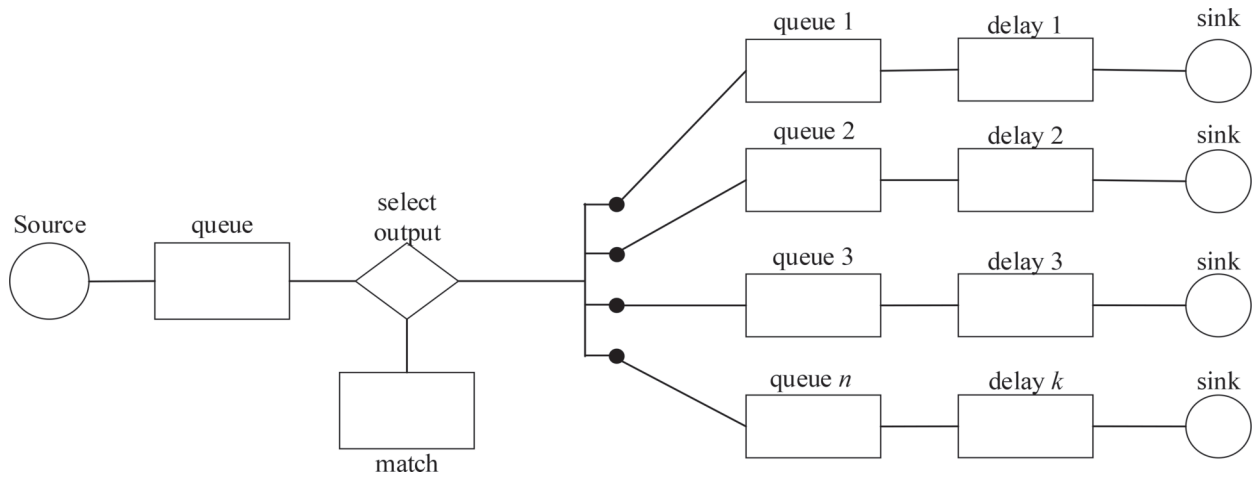 queue 1
delay 1
sink
queue 2
delay 2
sink
Source
queue
select
output
queue 3
delay 3
sink
match
queue n
delay k
sink